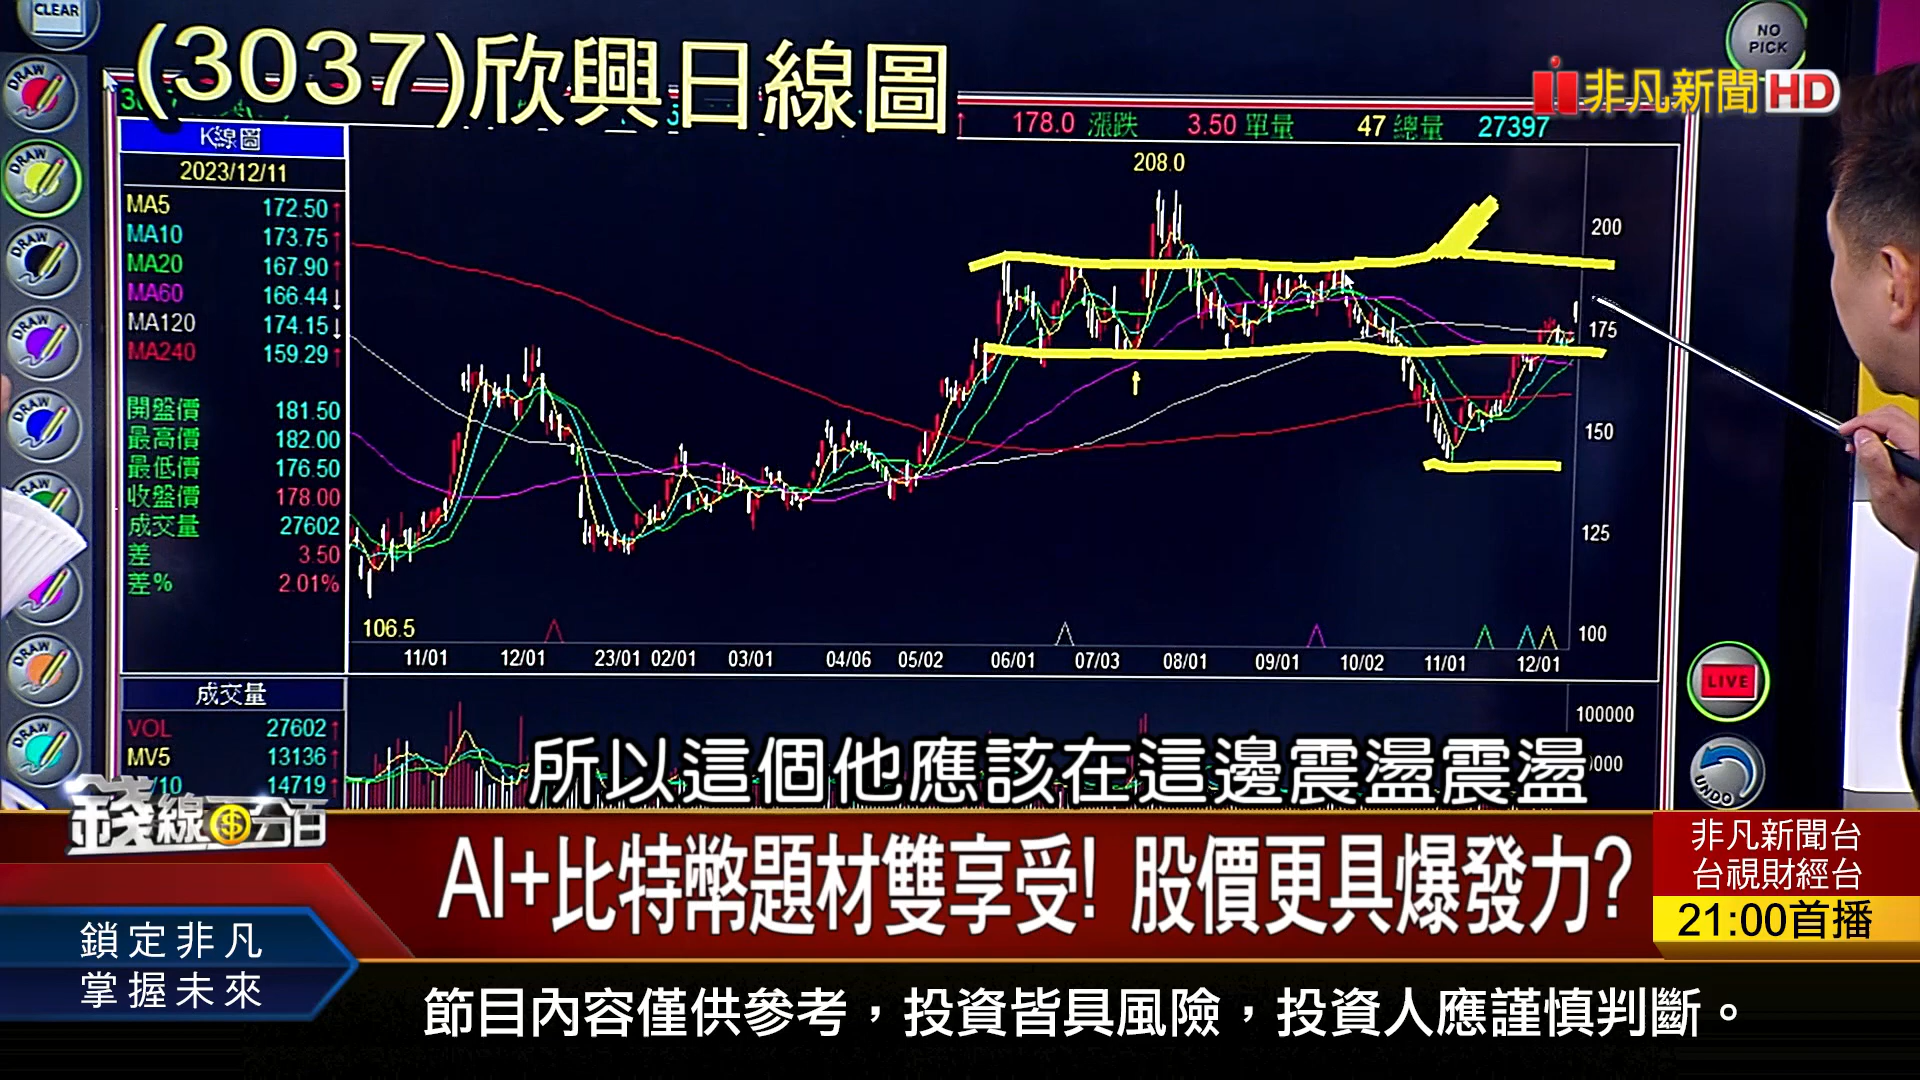 CLEAR
NO PICK
(3037)欣興日線圖
非凡新聞HD
178.0 漲跌 3.50 單量 47 總量 27397
K線圖
2023/12/11
MA5 172.50↑
MA10 173.75↑
MA20 167.90↑
MA60 166.44↓
MA120 174.15↓
MA240 159.29↑
開盤價 181.50
最高價 182.00
最低價 176.50
收盤價 178.00
成交量 27602
差 3.50
差% 2.01%
208.0
200
175
150
125
100
106.5
11/01 12/01 23/01 02/01 03/01 04/06 05/02 06/01 07/03 08/01 09/01 10/02 11/01 12/01
DRAW
DRAW
DRAW
DRAW
DRAW
DRAW
DRAW
LIVE
UNDO
成交量
VOL 27602↑
MV5 13136↑
14719↑
100000
所以這個他應該在這邊震盪震盪
錢線百分百
AI+比特幣題材雙享受! 股價更具爆發力?
非凡新聞台
台視財經台
21:00首播
鎖定非凡
掌握未來
節目內容僅供參考，投資皆具風險，投資人應謹慎判斷。